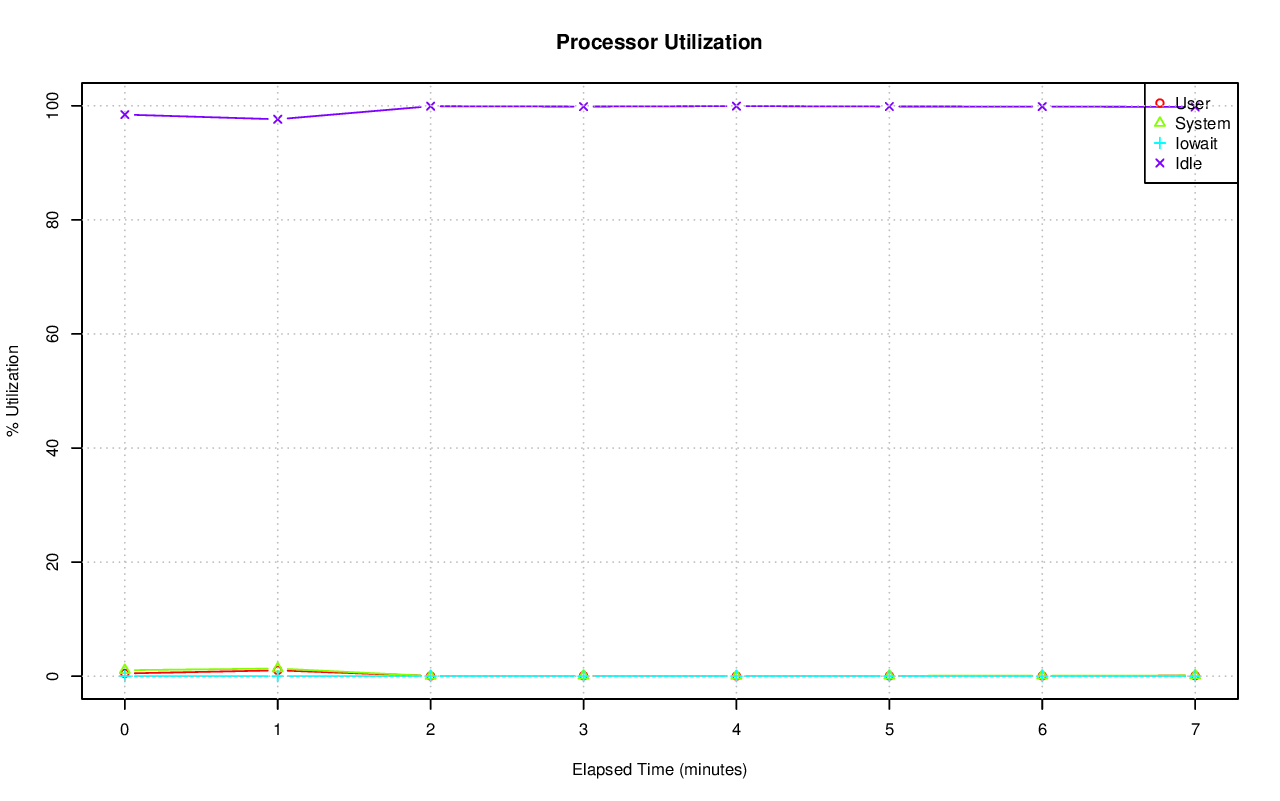 Processor Utilization
100
80
60
40
20
0
% Utilization
User
System
Iowait
Idle
0 1 2 3 4 5 6 7
Elapsed Time (minutes)